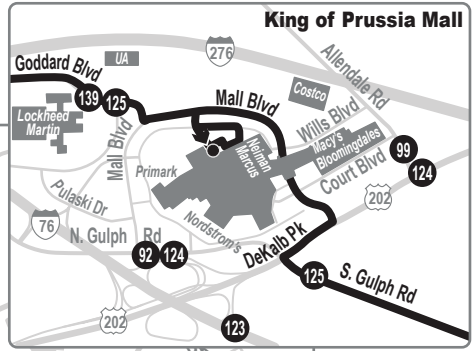 King of Prussia Mall
276
UA
Goddard Blvd
Allendale Rd
Costco
139
125
Mall Blvd
Lockheed
Martin
Wills Blvd
Mall Blvd
Neiman
Marcus
Macy's
Bloomingdales
99
Primark
Court Blvd
124
Pulaski Dr
202
Nordstrom's
76
N. Gulph Rd
DeKalb Pk
92
124
125
S. Gulph Rd
202
123